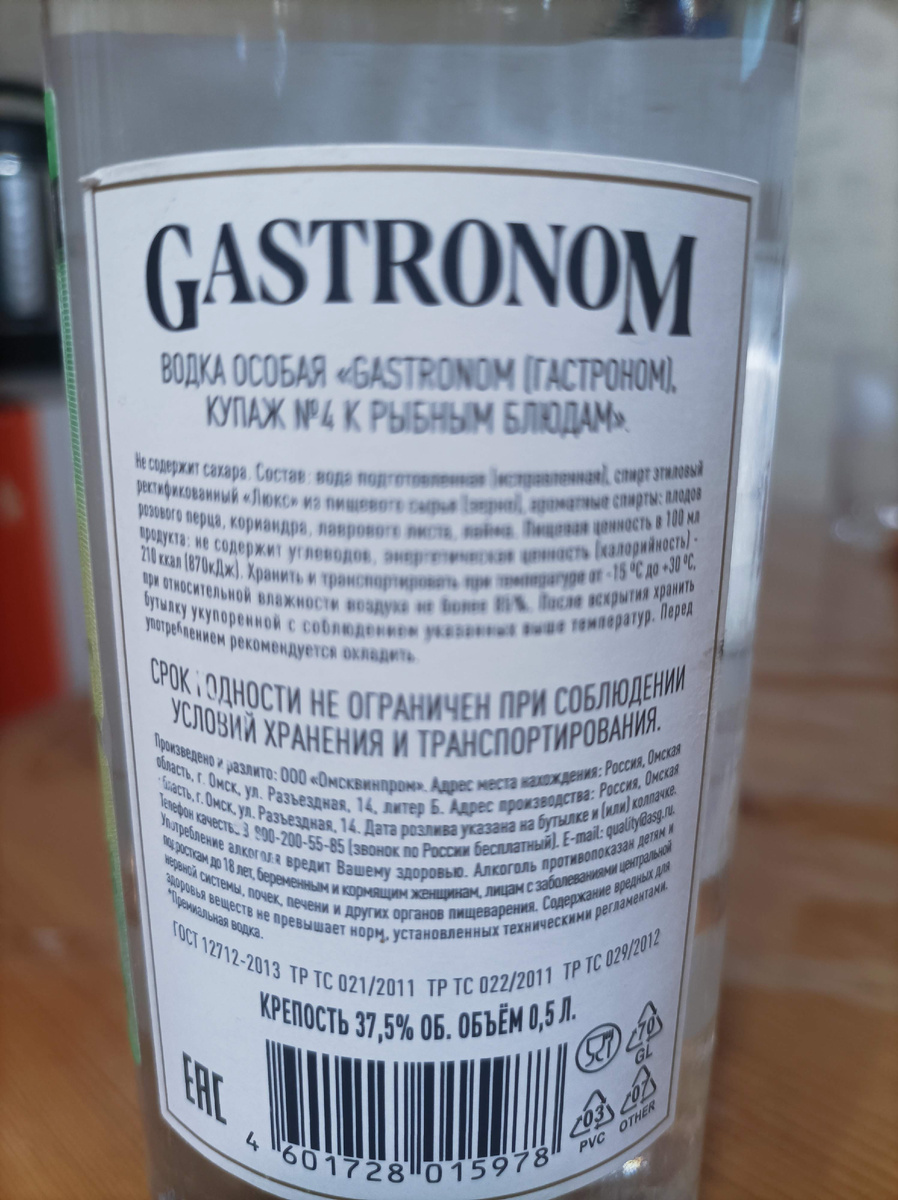 GASTRONOM
ВОДКА ОСОБАЯ «GASTRONOM (ГАСТРОНОМ),
КУПАЖ №4 К РЫБНЫМ БЛЮДАМ».
Не содержит сахара. Состав: вода подготовленная (исправленная), спирт этиловый
ректификованный «Люкс» из пищевого сырья (зерно), ароматные спирты: плодов
розового перца, кориандра, лаврового листа, лайма. Пищевая ценность в 100 мл
продукта: не содержит углеводов, энергетическая ценность (калорийность) -
210 ккал (870кДж). Хранить и транспортировать при температуре от -15 °С до +30 °С,
при относительной влажности воздуха не более 85%. После вскрытия хранить
бутылку укупоренной с соблюдением указанных выше температур. Перед
употреблением рекомендуется охладить.
СРОК ГОДНОСТИ НЕ ОГРАНИЧЕН ПРИ СОБЛЮДЕНИИ
УСЛОВИЙ ХРАНЕНИЯ И ТРАНСПОРТИРОВАНИЯ.
Произведено и разлито: ООО «Омсквинпром». Адрес места нахождения: Россия, Омская
область, г. Омск, ул. Разъездная, 14, литер Б. Адрес производства: Россия, Омская
область, г. Омск, ул. Разъездная, 14. Дата розлива указана на бутылке и (или) колпачке.
Телефон качества: 8 800-200-55-85 (звонок по России бесплатный). E-mail: quality@asg.ru.
Употребление алкоголя вредит Вашему здоровью. Алкоголь противопоказан детям и
подросткам до 18 лет, беременным и кормящим женщинам, лицам с заболеваниями центральной
нервной системы, почек, печени и других органов пищеварения. Содержание вредных для
здоровья веществ не превышает норм, установленных техническими регламентами.
*Премиальная водка.
ГОСТ 12712-2013 ТР ТС 021/2011 ТР ТС 022/2011 ТР ТС 029/2012
КРЕПОСТЬ 37,5% ОБ. ОБЪЁМ 0,5 Л.
EAC
70
GL
03
PVC
07
OTHER
4 601728 015978